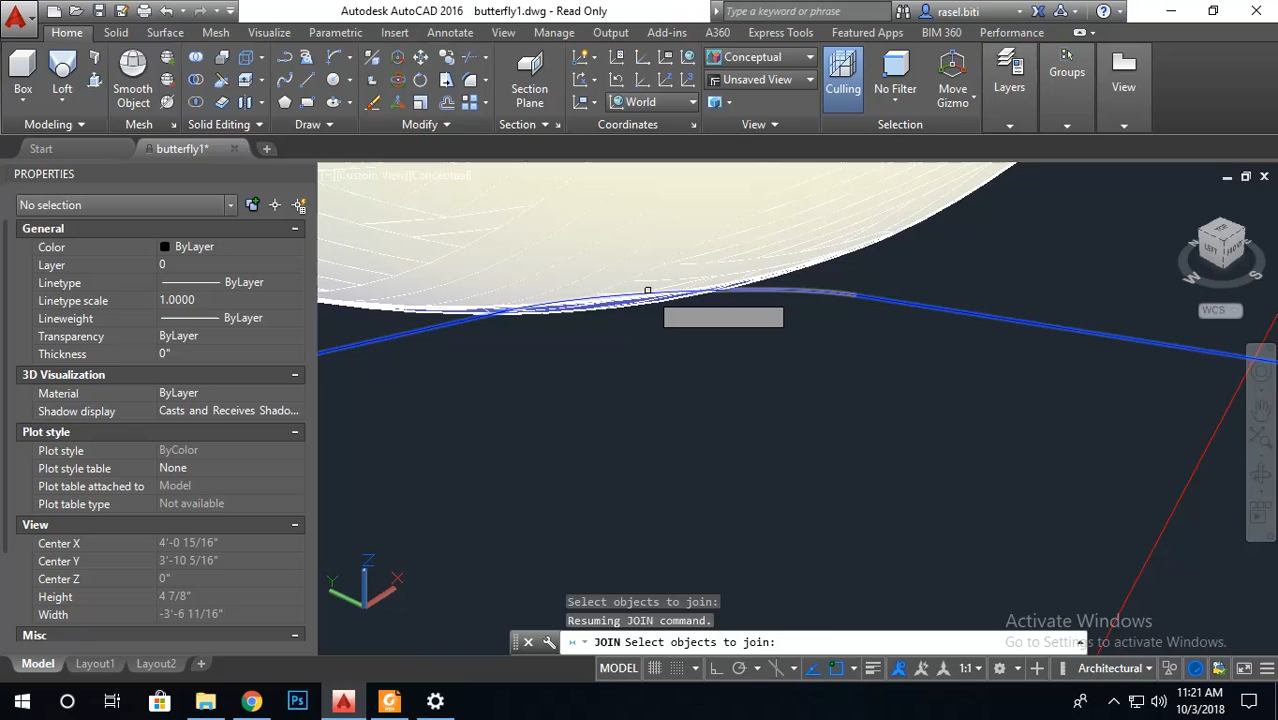 Autodesk AutoCAD 2016 butterfly1.dwg - Read Only
Type a keyword or phrase
rasel.biti
Home Solid Surface Mesh Visualize Parametric Insert Annotate View Manage Output Add-ins A360 Express Tools Featured Apps BIM 360 Performance
Box Loft Smooth Object Section Plane Conceptual Unsaved View World Culling No Filter Move Gizmo Layers Groups View
Modeling Mesh Solid Editing Draw Modify Section Coordinates View Selection
Start butterfly1*
PROPERTIES
[−][Custom View][Conceptual]
No selection
General
Color ByLayer
Layer 0
Linetype ByLayer
Linetype scale 1.0000
Lineweight ByLayer
Transparency ByLayer
Thickness 0"
3D Visualization
Material ByLayer
Shadow display Casts and Receives Shado...
Plot style
Plot style ByColor
Plot style table None
Plot table attached to Model
Plot table type Not available
View
Center X 4'-0 15/16"
Center Y 3'-10 5/16"
Center Z 0"
Height 4 7/8"
Width -3'-6 11/16"
Misc
TOP LEFT FRONT
W S
WCS
Z
Y X
Select objects to join:
Resuming JOIN command.
JOIN Select objects to join:
Activate Windows
Go to Settings to activate Windows.
Model Layout1 Layout2 +
MODEL 1:1 Architectural
Ps
11:21 AM
10/3/2018